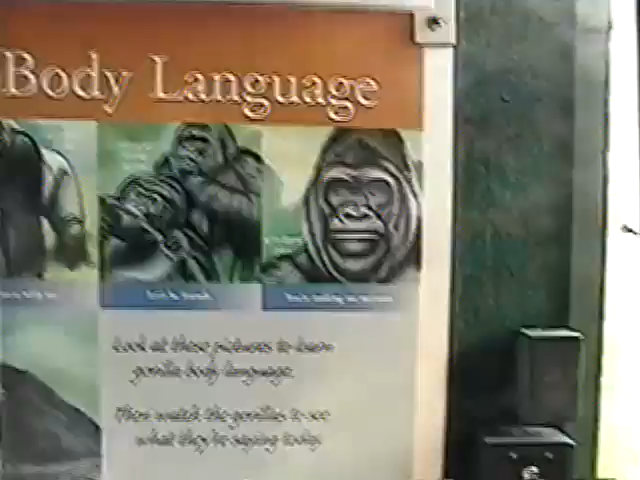 Body Language
Look at these pictures to learn
gorilla body language.
Then watch the gorillas to see
what they're saying today.